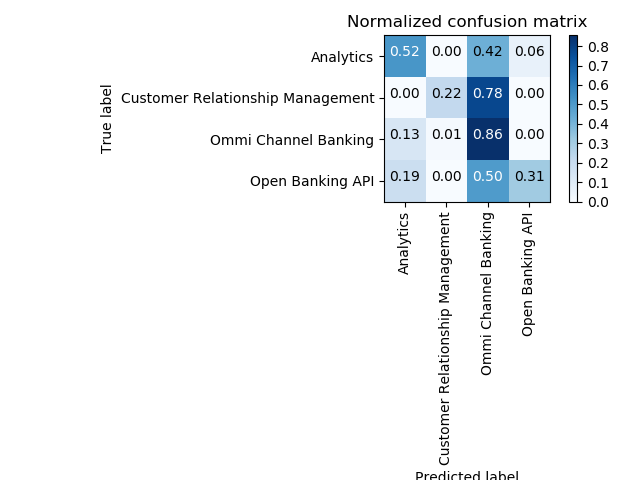 Normalized confusion matrix
True label
Analytics 0.52 0.00 0.42 0.06
Customer Relationship Management 0.00 0.22 0.78 0.00
Ommi Channel Banking 0.13 0.01 0.86 0.00
Open Banking API 0.19 0.00 0.50 0.31
Analytics
Customer Relationship Management
Ommi Channel Banking
Open Banking API
Predicted label
0.8
0.7
0.6
0.5
0.4
0.3
0.2
0.1
0.0